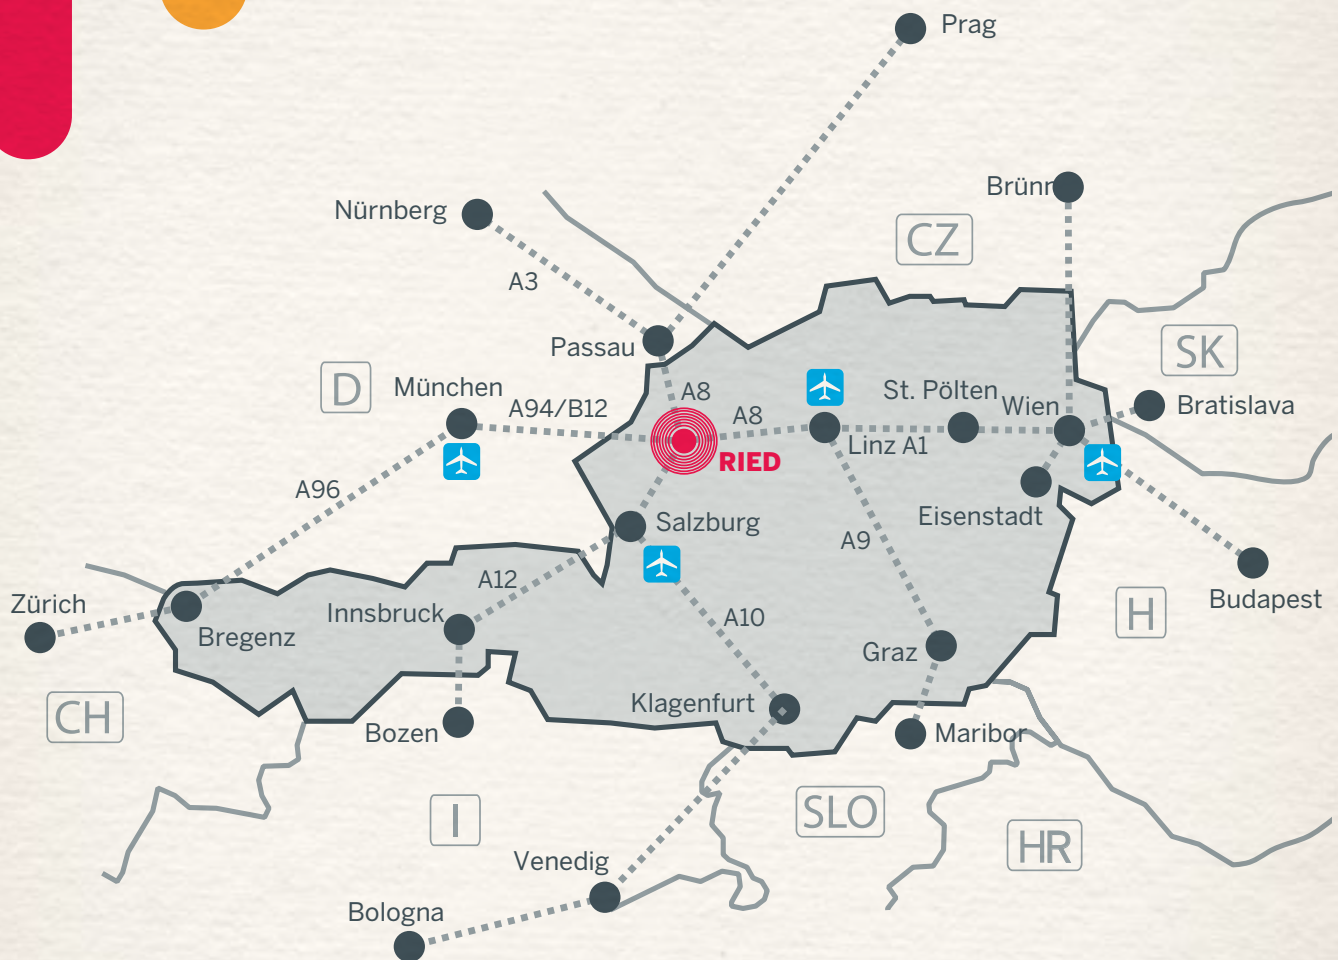 Prag
Brünn
Nürnberg
CZ
A3
Passau
SK
D
München
A94/B12
A8
A8
St. Pölten
Wien
Bratislava
Linz A1
RIED
A96
Salzburg
Eisenstadt
A9
A12
Zürich
Innsbruck
Bregenz
A10
H
Budapest
Graz
Klagenfurt
CH
Bozen
Maribor
I
SLO
HR
Venedig
Bologna